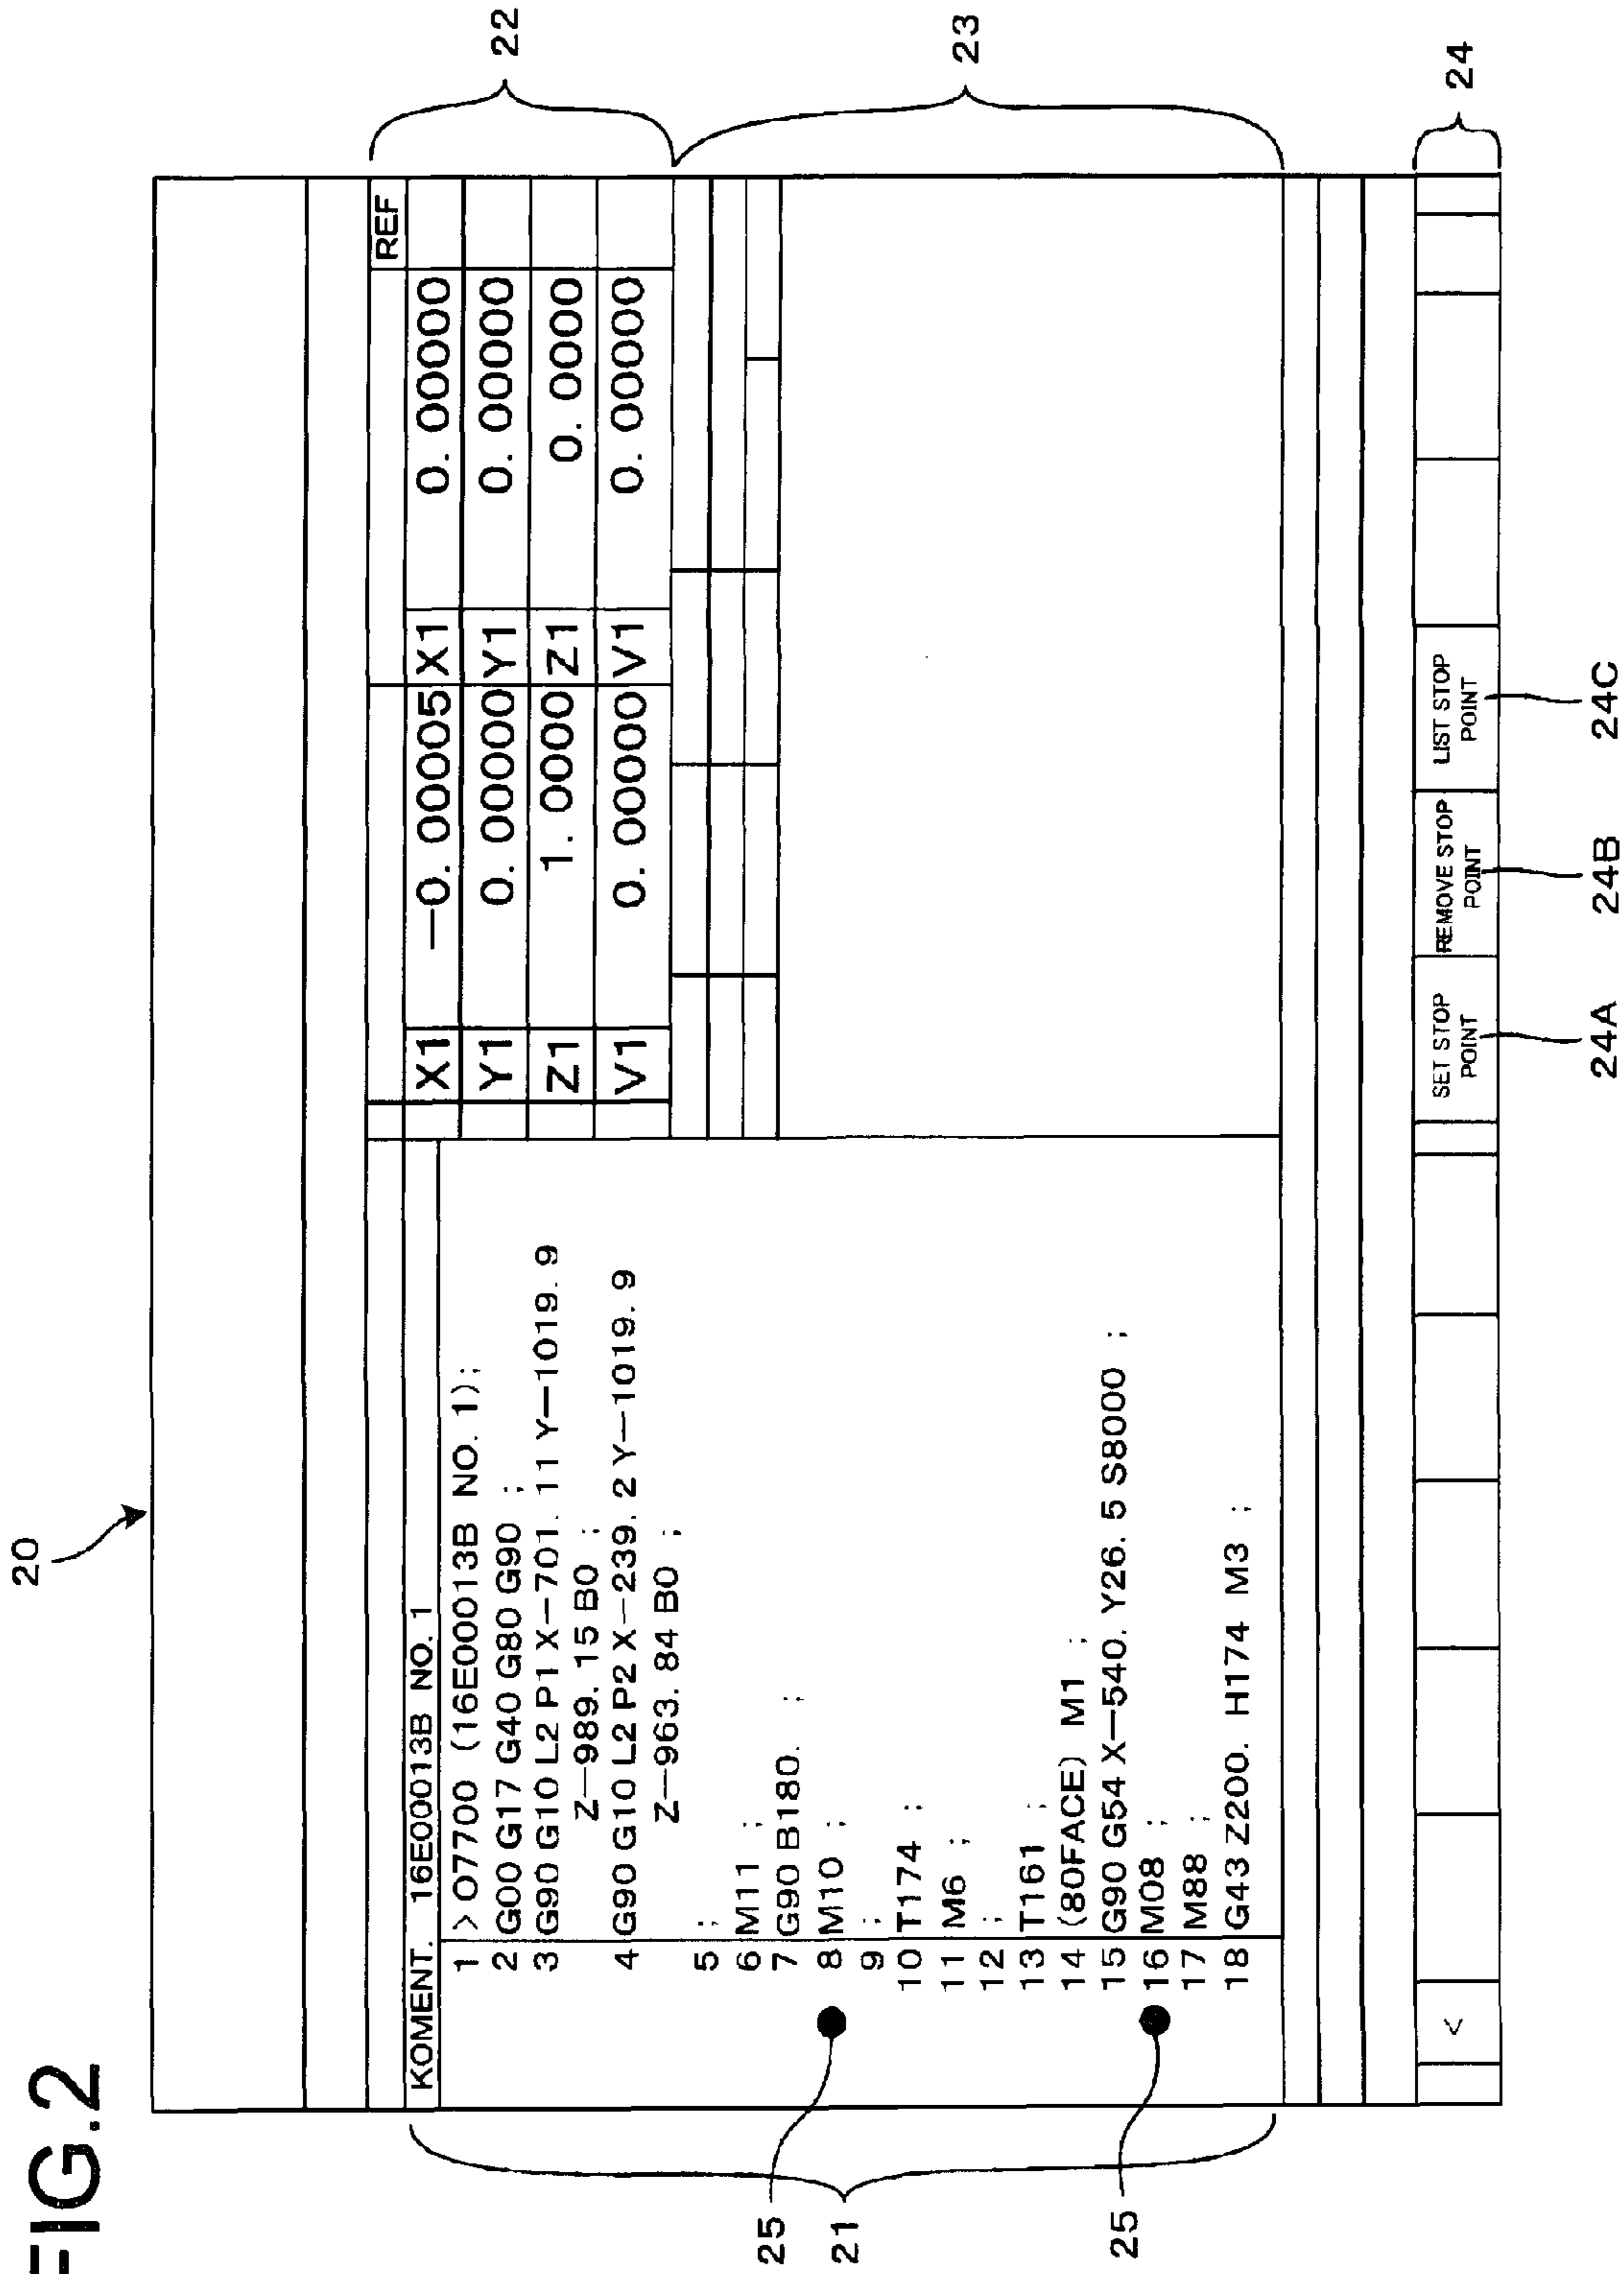 FIG.2
20
KOMENT. 16E00013B NO. 1
1 > O7700 (16E00013B NO. 1);
2 G00 G17 G40 G80 G90 ;
3 G90 G10 L2 P1 X−701. 11 Y−1019. 9
Z−989. 15 B0 ;
4 G90 G10 L2 P2 X−239. 2 Y−1019. 9
Z−963. 84 B0 ;
5 ;
6 M11 ;
7 G90 B180. ;
8 M10 ;
9 ;
10 T174 ;
11 M6 ;
12 ;
13 T161 ;
14 (80FACE) M1 ;
15 G90 G54 X−540. Y26. 5 S8000 ;
16 M08 ;
17 M88 ;
18 G43 Z200. H174 M3 ;
25
21
25
REF
X1 −0. 00005 X1 0. 00000
Y1 0. 00000 Y1 0. 00000
Z1 1. 0000 Z1 0. 0000
V1 0. 00000 V1 0. 00000
22
23
<
SET STOP
POINT
REMOVE STOP
POINT
LIST STOP
POINT
24
24A
24B
24C